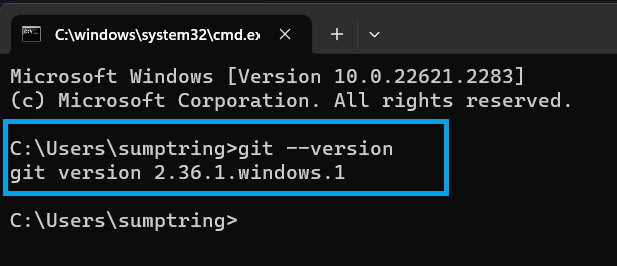 C:\windows\system32\cmd.ex
Microsoft Windows [Version 10.0.22621.2283]
(c) Microsoft Corporation. All rights reserved.
C:\Users\sumptring>git --version
git version 2.36.1.windows.1
C:\Users\sumptring>